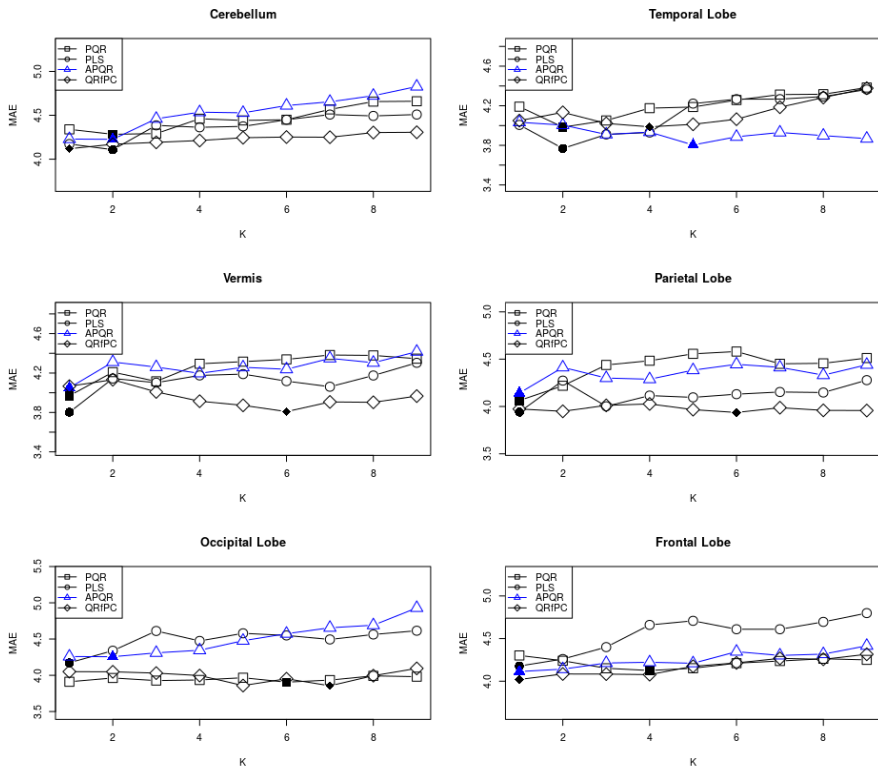 Cerebellum
PQR
PLS
APQR
QRfPC
MAE
4.0 4.5 5.0
2 4 6 8
K
Temporal Lobe
PQR
PLS
APQR
QRfPC
MAE
3.4 3.8 4.2 4.6
2 4 6 8
K
Vermis
PQR
PLS
APQR
QRfPC
MAE
3.4 3.8 4.2 4.6
2 4 6 8
K
Parietal Lobe
PQR
PLS
APQR
QRfPC
MAE
3.5 4.0 4.5 5.0
2 4 6 8
K
Occipital Lobe
PQR
PLS
APQR
QRfPC
MAE
3.5 4.0 4.5 5.0 5.5
2 4 6 8
K
Frontal Lobe
PQR
PLS
APQR
QRfPC
MAE
4.0 4.5 5.0
2 4 6 8
K